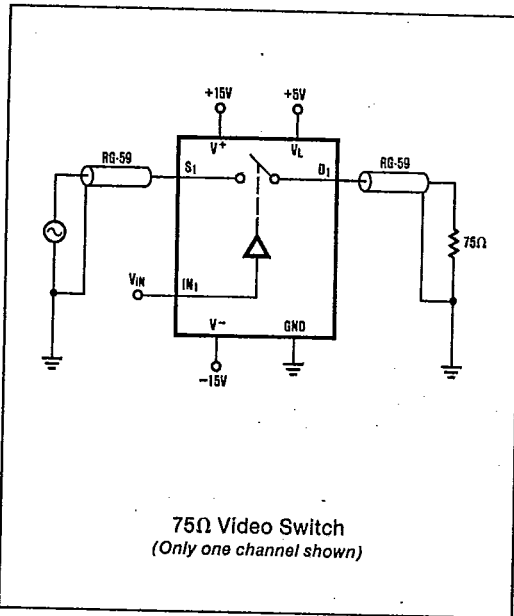 +15V
+5V
V+
VL
RG-59
S1
D1
RG-59
75Ω
VIN
IN1
V−
GND
−15V
75Ω Video Switch
(Only one channel shown)